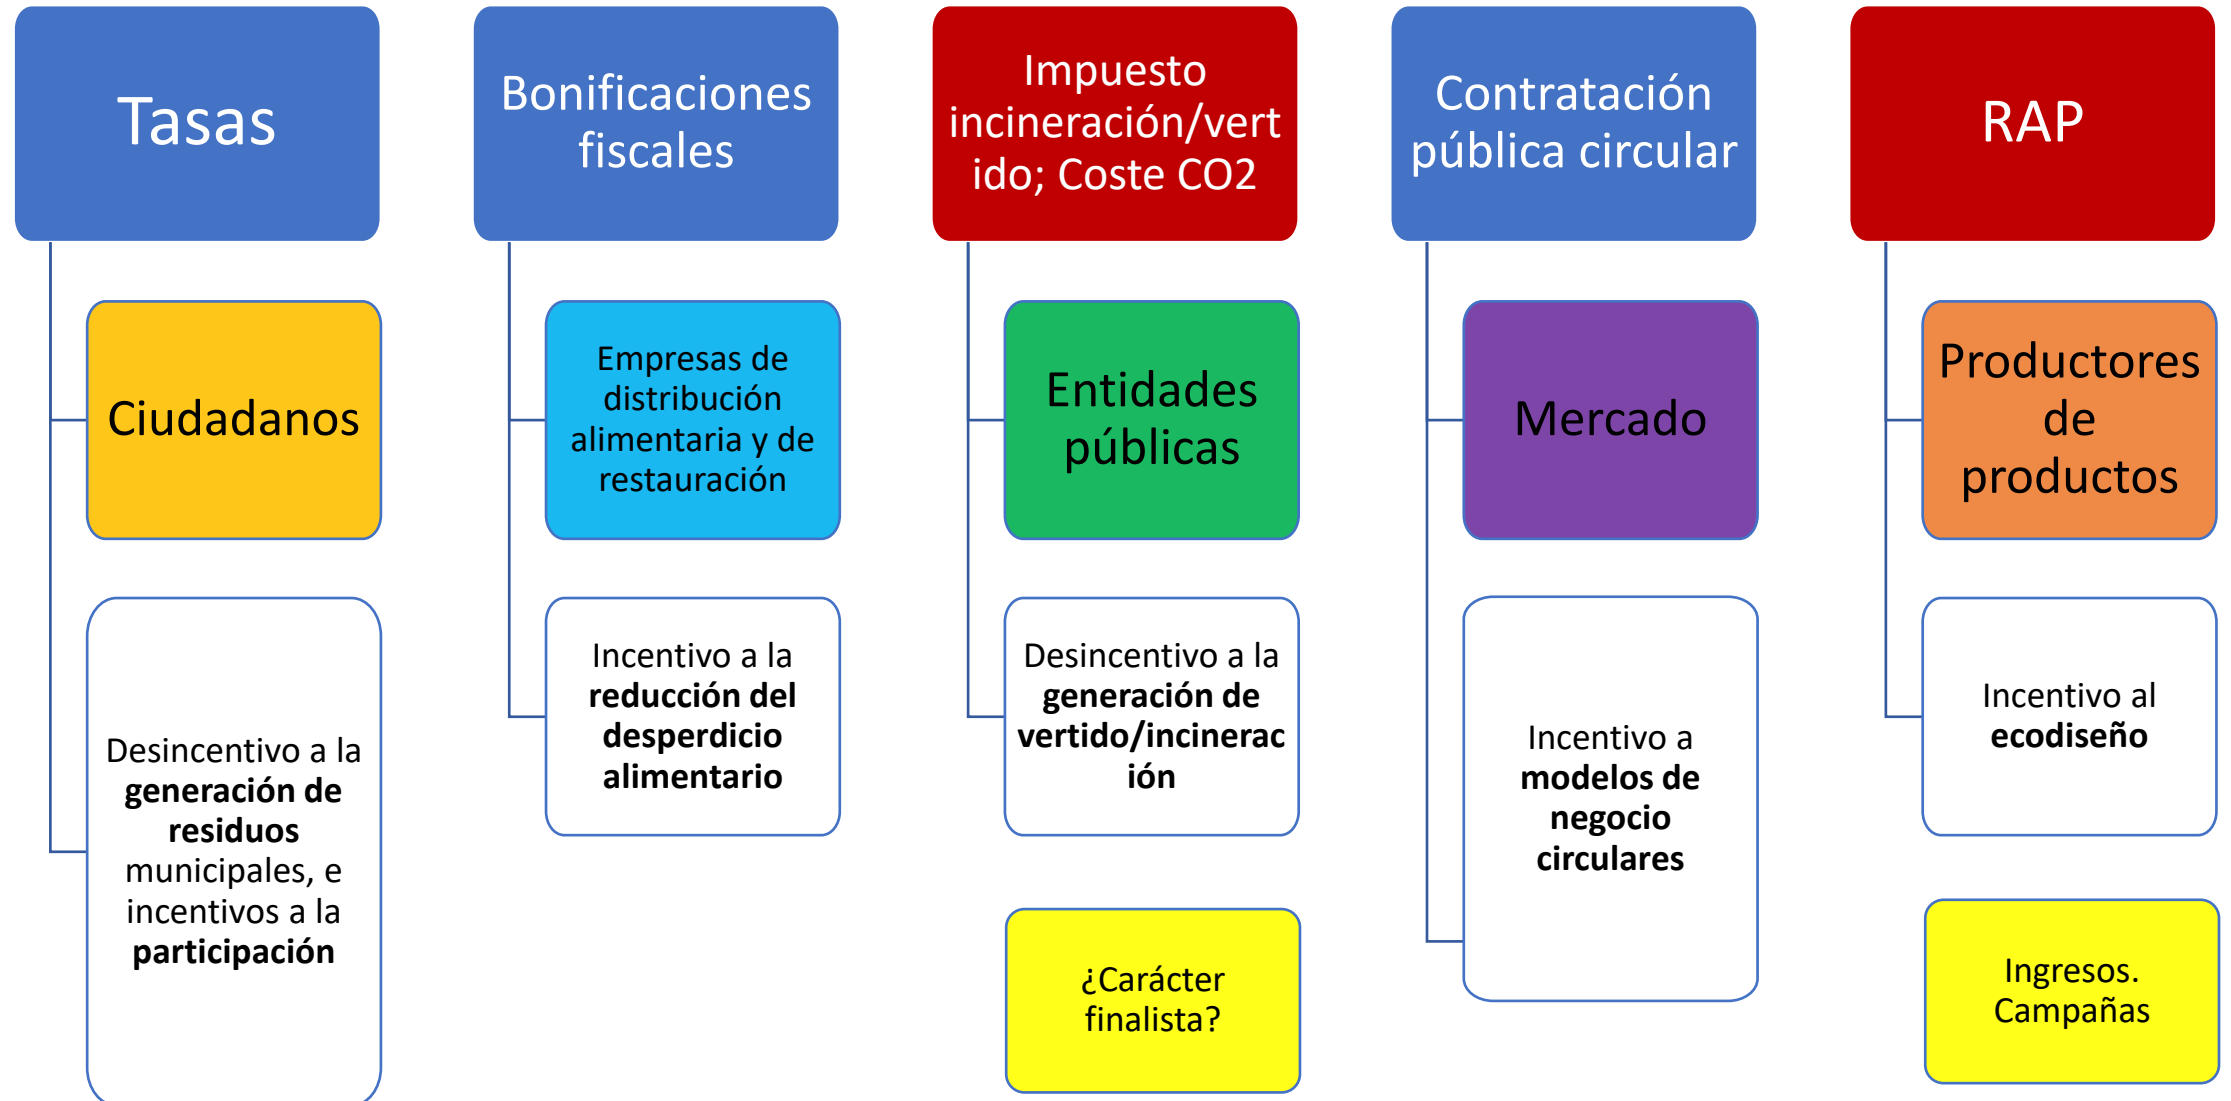 Tasas
Ciudadanos
Desincentivo a la
generación de
residuos
municipales, e
incentivos a la
participación
Bonificaciones
fiscales
Empresas de
distribución
alimentaria y de
restauración
Incentivo a la
reducción del
desperdicio
alimentario
Impuesto
incineración/vert
ido; Coste CO2
Entidades
públicas
Desincentivo a la
generación de
vertido/incinerac
ión
¿Carácter
finalista?
Contratación
pública circular
Mercado
Incentivo a
modelos de
negocio
circulares
RAP
Productores
de
productos
Incentivo al
ecodiseño
Ingresos.
Campañas